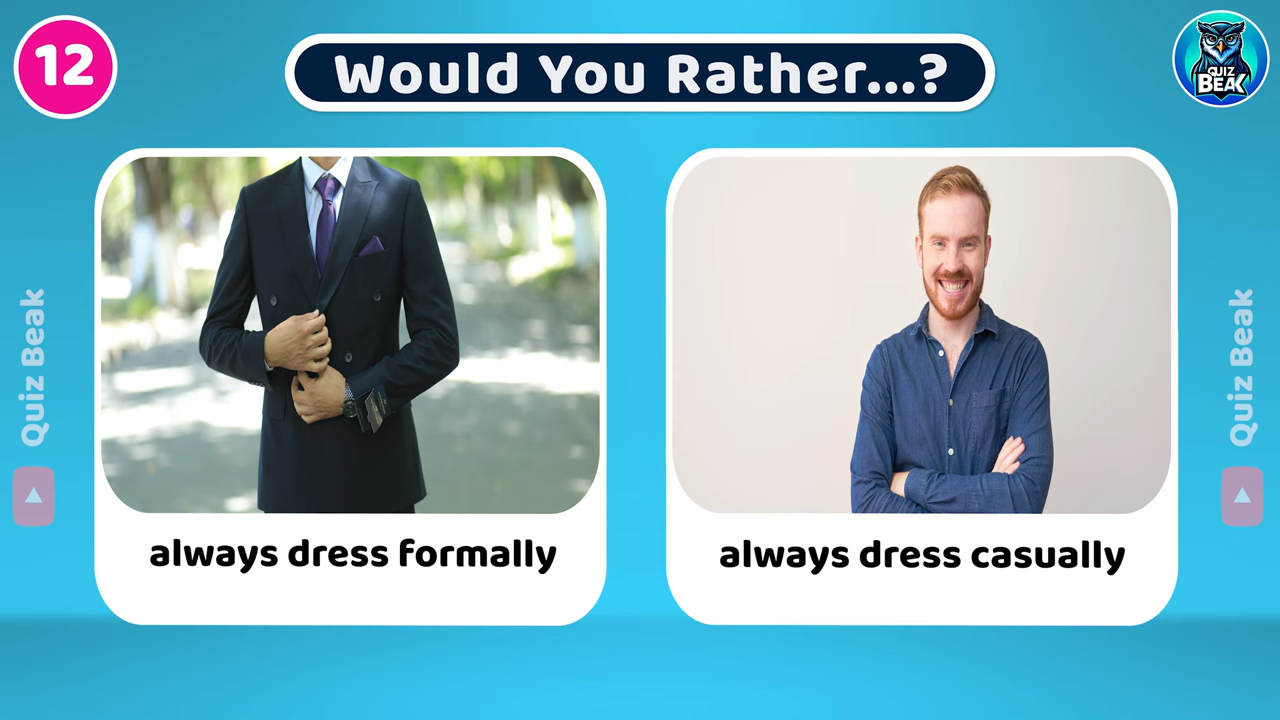 12
Would You Rather...?
QUIZ
BEAK
always dress formally
always dress casually
Quiz Beak
Quiz Beak